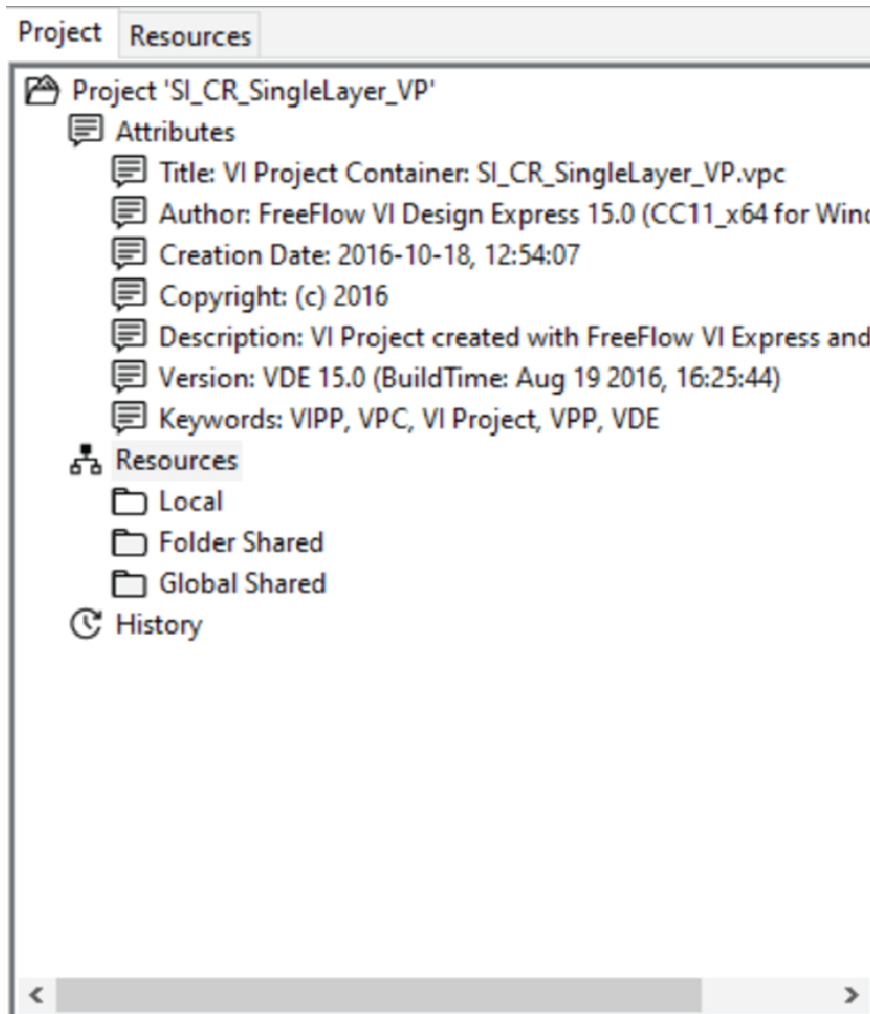 Project Resources
Project 'SI_CR_SingleLayer_VP'
Attributes
Title: VI Project Container: SI_CR_SingleLayer_VP.vpc
Author: FreeFlow VI Design Express 15.0 (CC11_x64 for
Creation Date: 2016-10-18, 12:54:07
Copyright: (c) 2016
Description: VI Project created with FreeFlow VI Express and
Version: VDE 15.0 (BuildTime: Aug 19 2016, 16:25:44)
Keywords: VIPP, VPC, VI Project, VPP, VDE
Resources
Local
Folder Shared
Global Shared
History